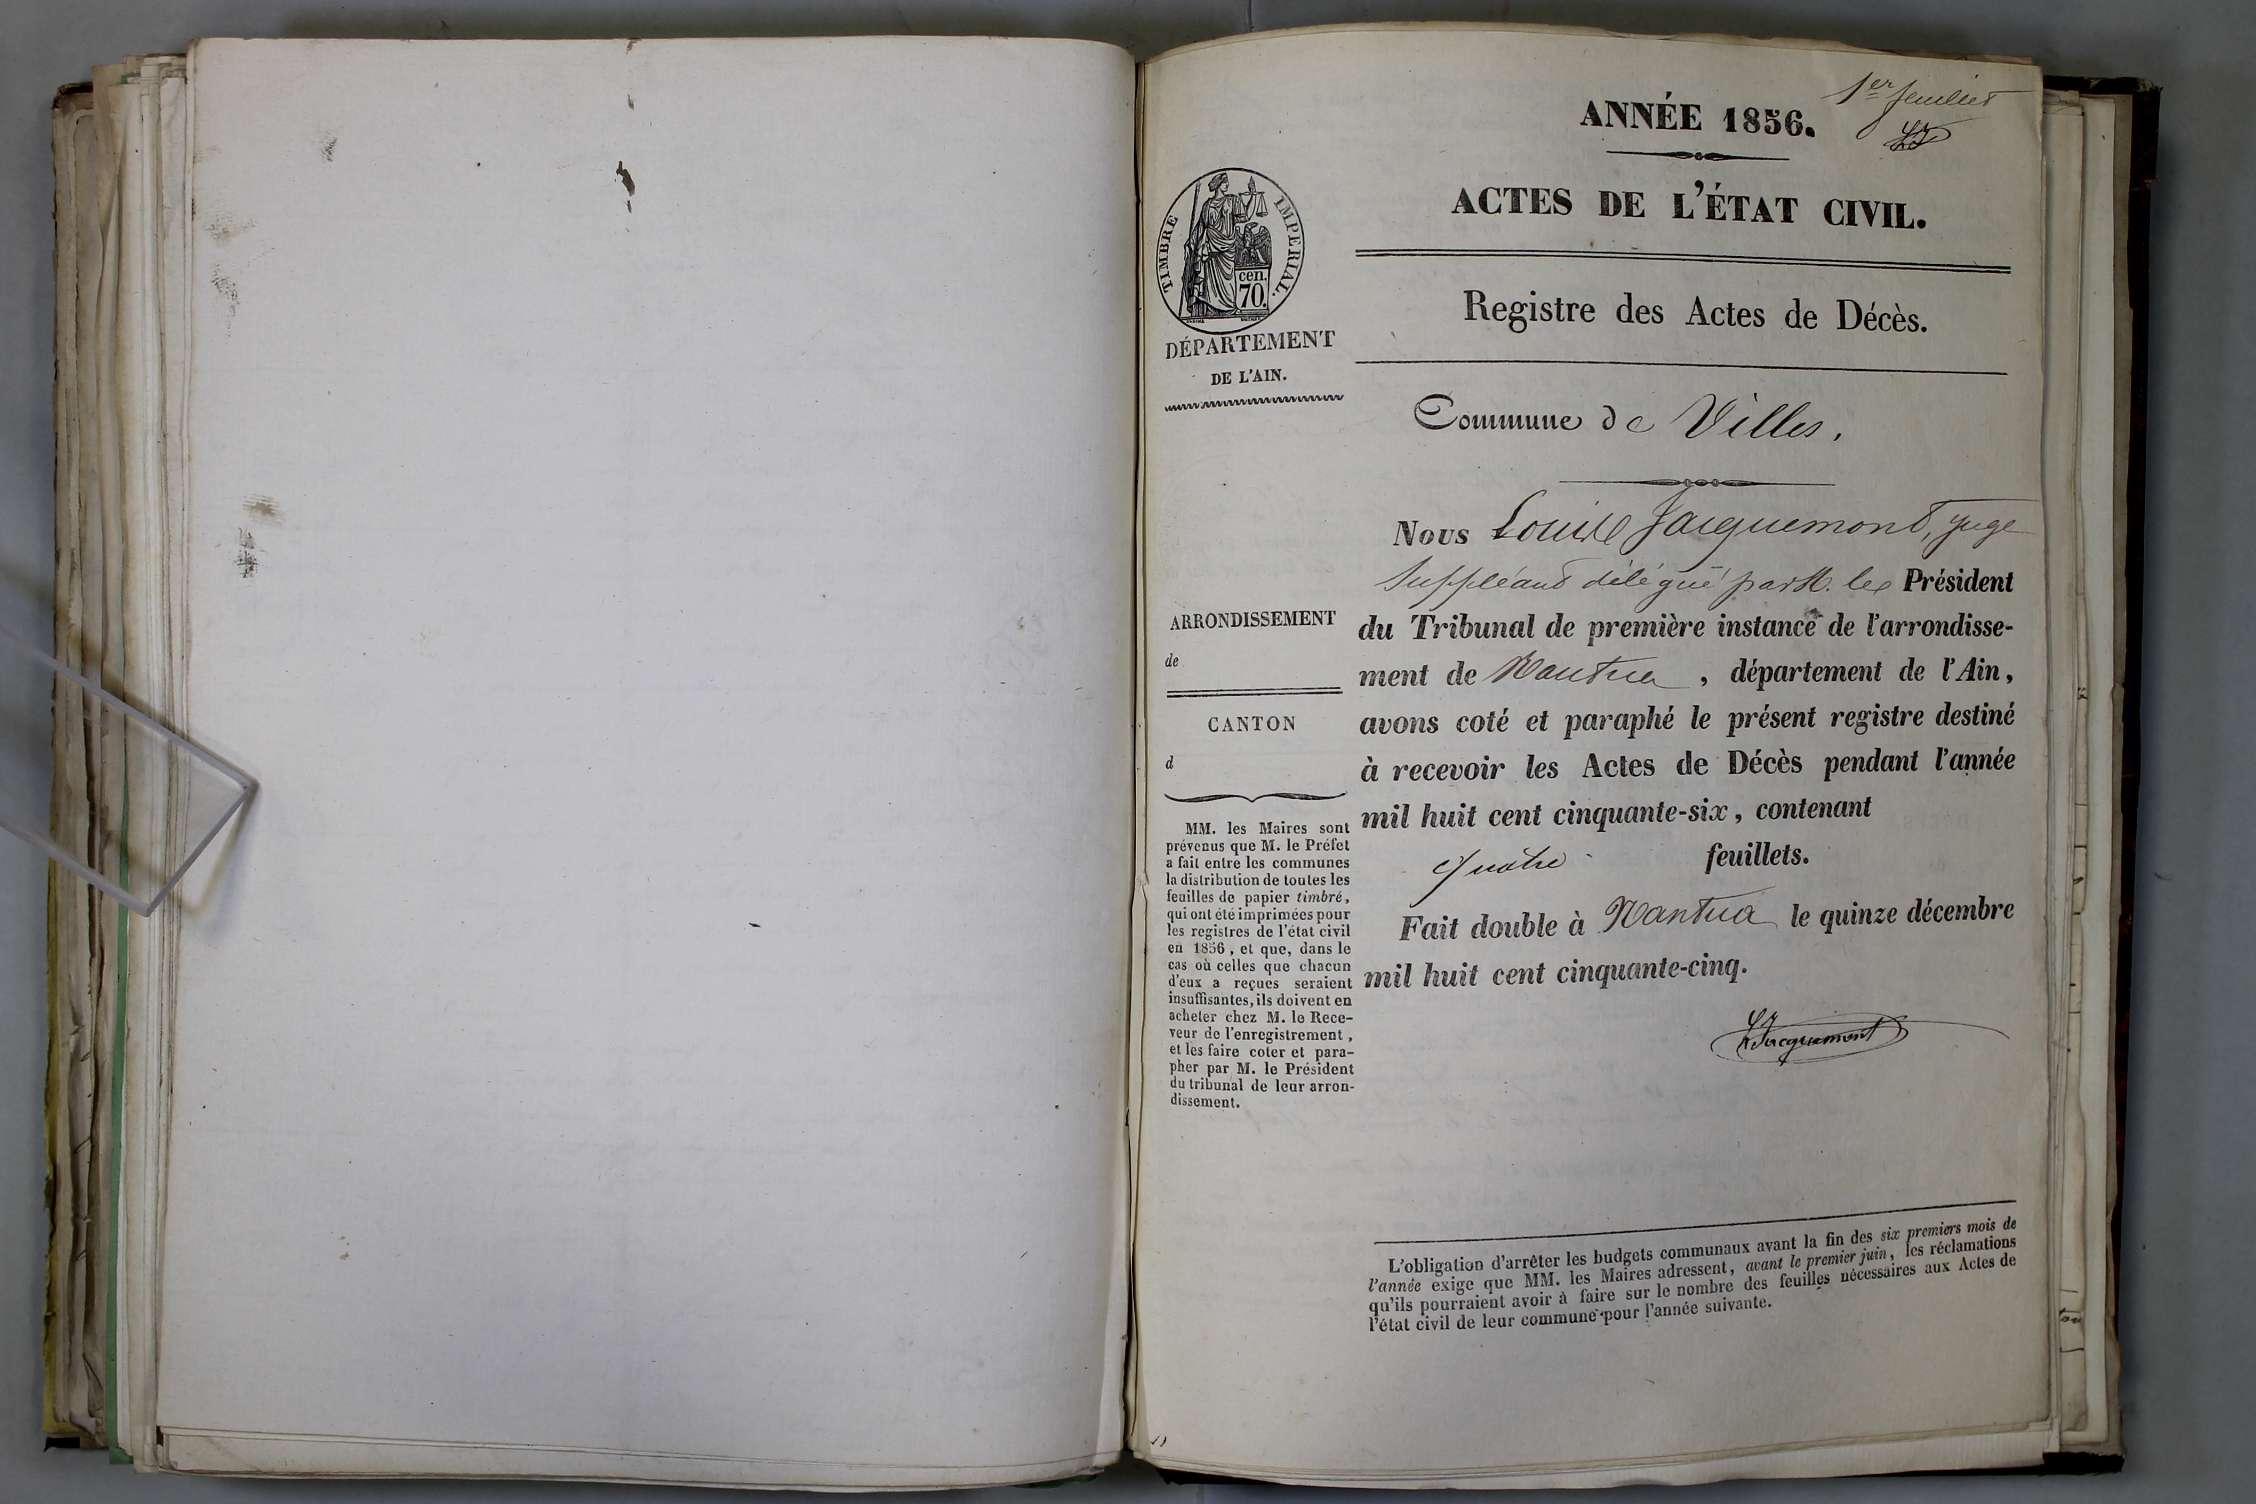 1er feuillet
LJ
ANNÉE 1856.
ACTES DE L'ÉTAT CIVIL.
TIMBRE IMPERIAL.
cen.
70.
DÉPARTEMENT
DE L'AIN.
Registre des Actes de Décès.
Commune de Villes.
Nous Louis Jacquemont, juge
suppléant délégué par M. le Président
du Tribunal de première instance de l'arrondisse-
ment de Nantua, département de l'Ain,
avons coté et paraphé le présent registre destiné
à recevoir les Actes de Décès pendant l'année
mil huit cent cinquante-six, contenant
quatre feuillets.
Fait double à Nantua le quinze décembre
mil huit cent cinquante-cinq.
LJacquemont
ARRONDISSEMENT
de
CANTON
d
MM. les Maires sont
prévenus que M. le Préfet
a fait entre les communes
la distribution de toutes les
feuilles de papier timbré,
qui ont été imprimées pour
les registres de l'état civil
en 1856, et que, dans le
cas où celles que chacun
d'eux a reçues seraient
insuffisantes, ils doivent en
acheter chez M. le Rece-
veur de l'enregistrement,
et les faire coter et para-
pher par M. le Président
du tribunal de leur arron-
dissement.
L'obligation d'arrêter les budgets communaux avant la fin des six premiers mois de
l'année exige que MM. les Maires adressent, avant le premier juin, les réclamations
qu'ils pourraient avoir à faire sur le nombre des feuilles nécessaires aux Actes de
l'état civil de leur commune pour l'année suivante.